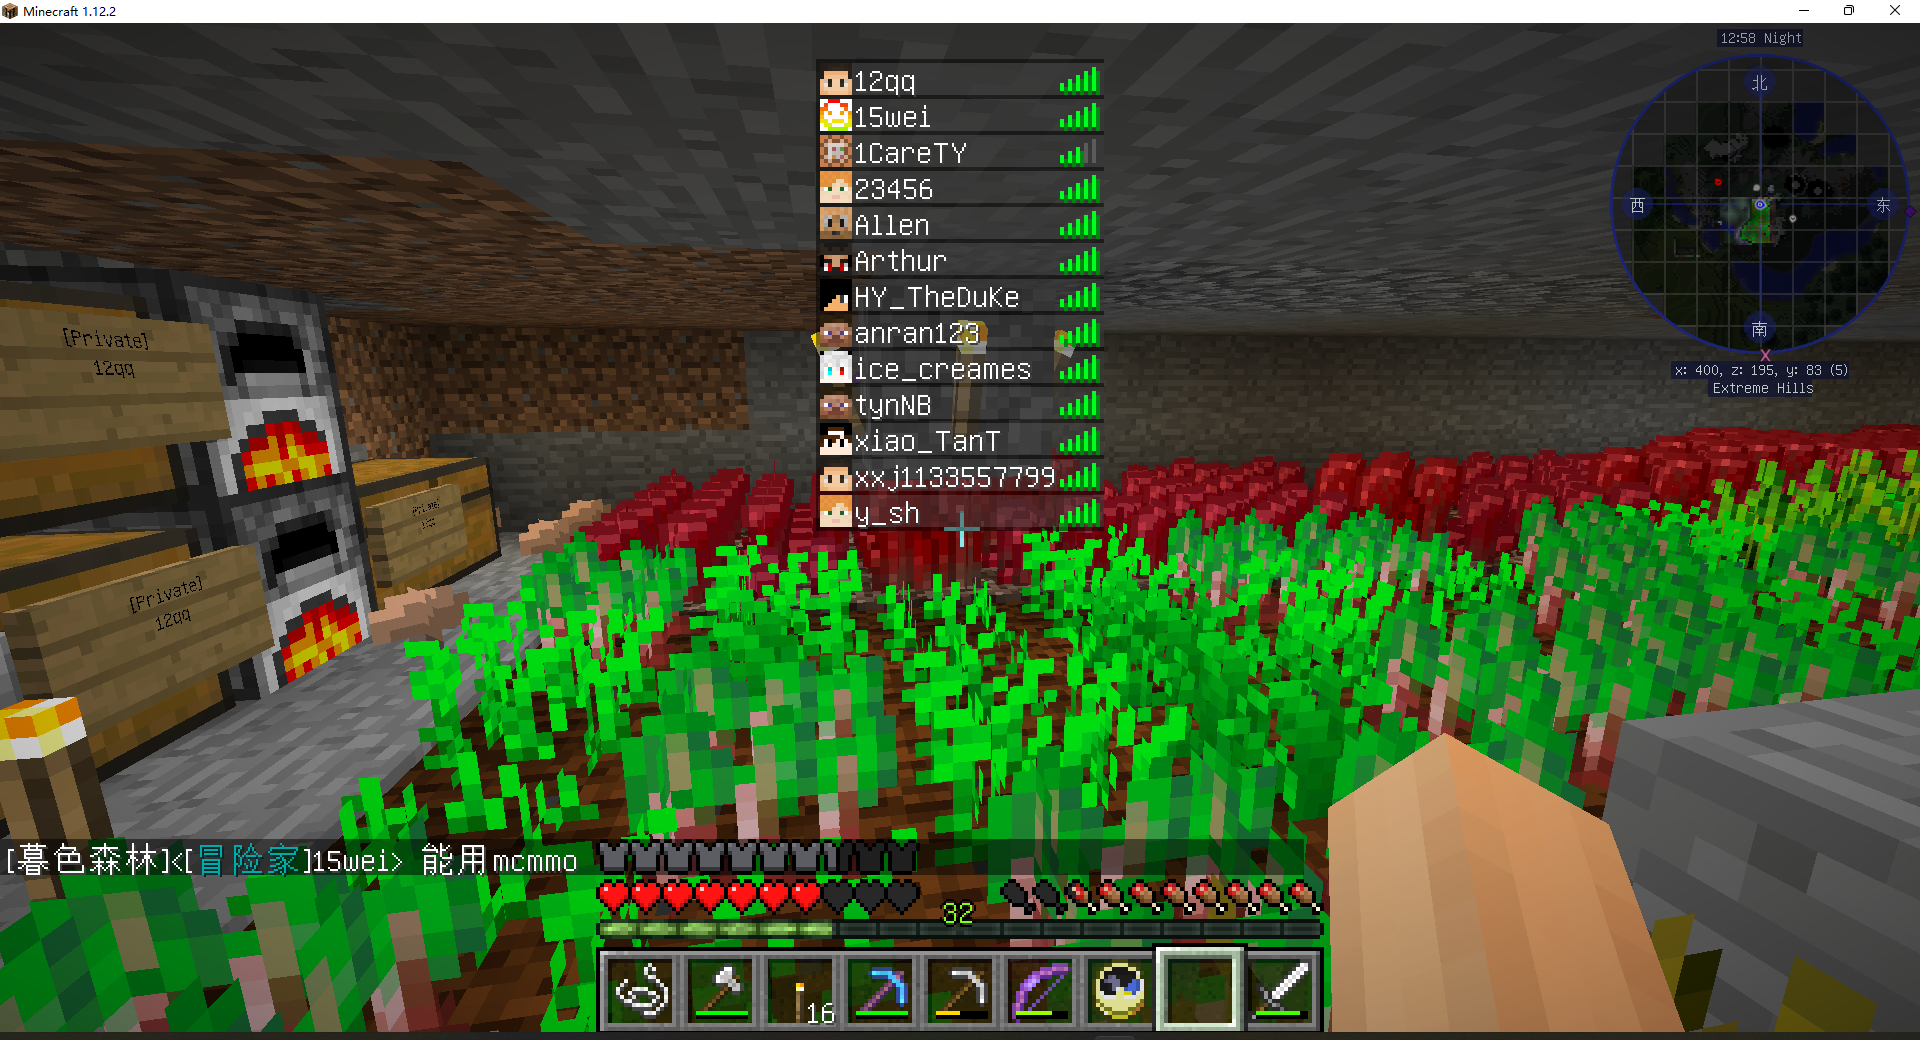 Minecraft 1.12.2
12:58 Night
北
西
东
南
x: 400, z: 195, y: 83 (5)
Extreme Hills
12qq
15wei
1CareTY
23456
Allen
Arthur
HY_TheDuKe
anran123
ice_creames
tynNB
xiao_TanT
xxj1133557799
y_sh
[Private]
12qq
[Private]
12qq
[Private]
12qq
[暮色森林]<[冒险家]15wei> 能用mcmmo
32
16